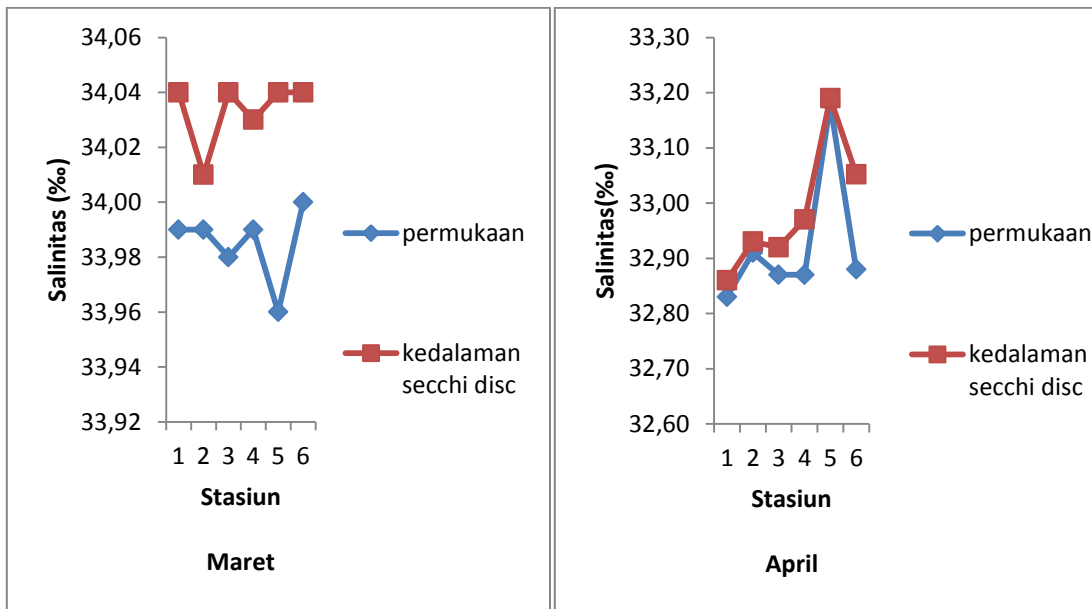 34,06
34,04
34,02
34,00
33,98
33,96
33,94
33,92
Salinitas (‰)
1 2 3 4 5 6
Stasiun
Maret
permukaan
kedalaman
secchi disc
33,30
33,20
33,10
33,00
32,90
32,80
32,70
32,60
Salinitas(‰)
1 2 3 4 5 6
Stasiun
April
permukaan
kedalaman
secchi disc